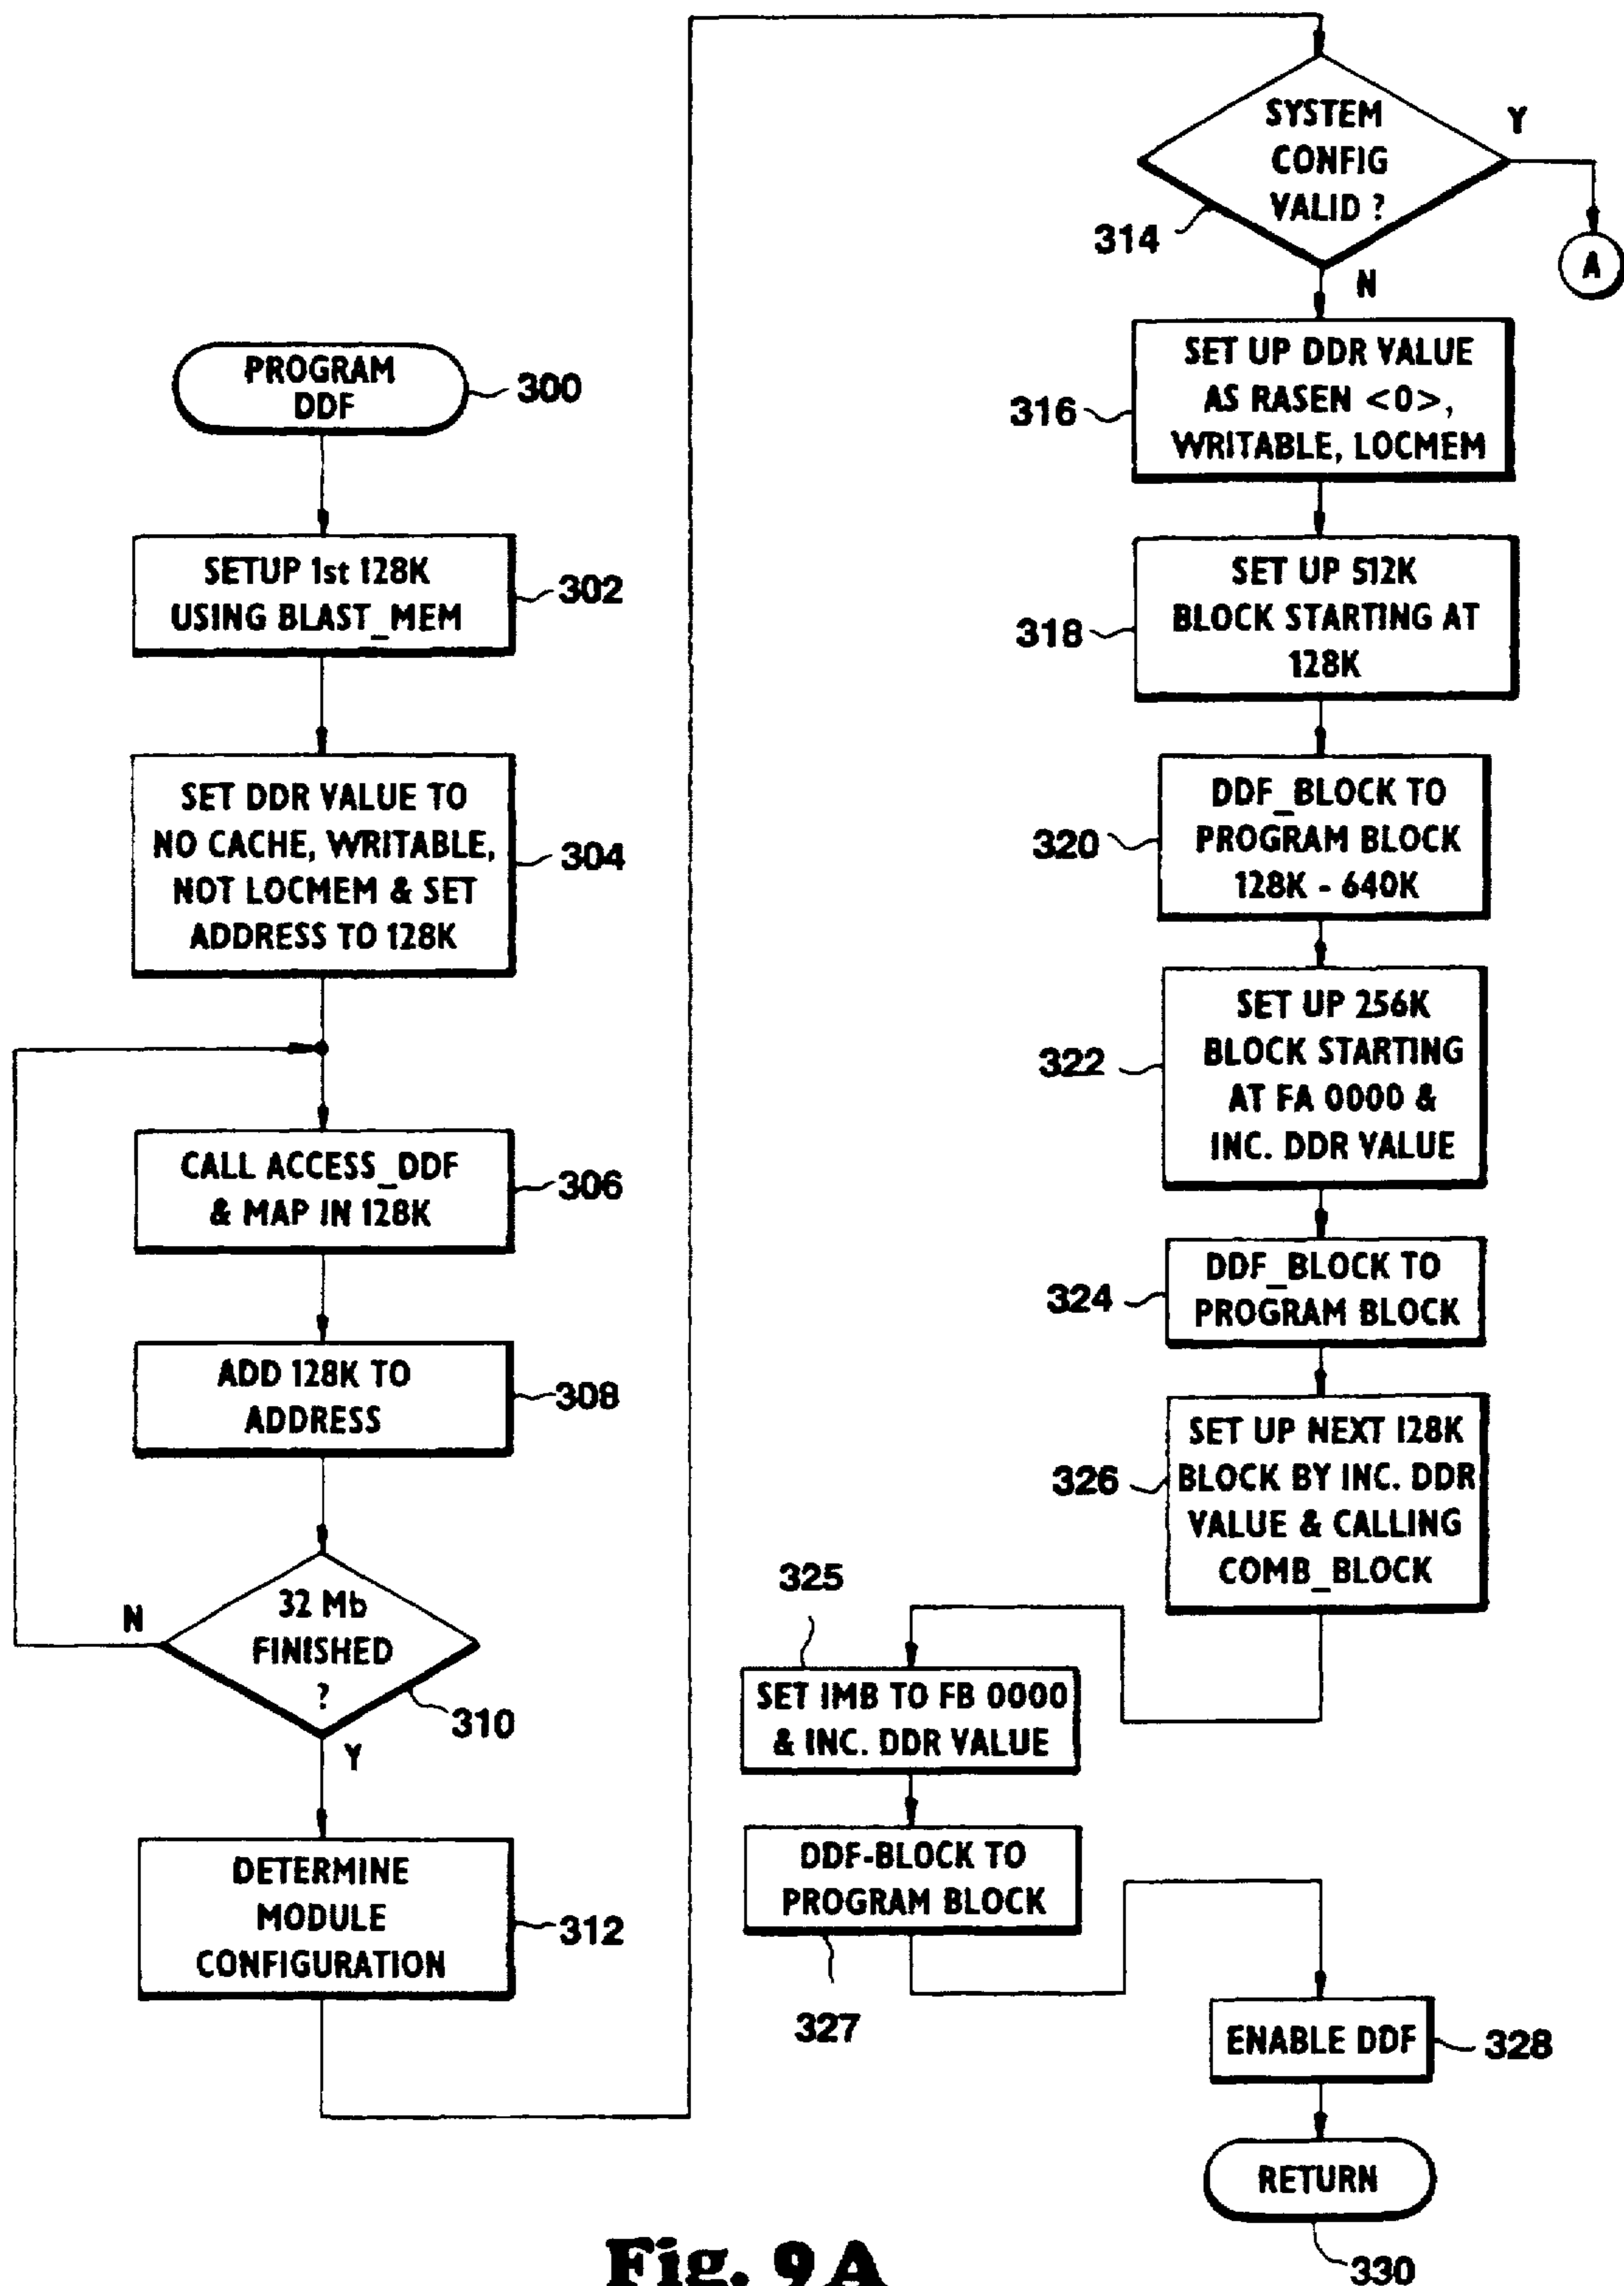 PROGRAM
DDF
300
SETUP 1st 128K
USING BLAST_MEM
302
SET DDR VALUE TO
NO CACHE, WRITABLE,
NOT LOCMEM & SET
ADDRESS TO 128K
304
CALL ACCESS_DDF
& MAP IN 128K
306
ADD 128K TO
ADDRESS
308
32 Mb
FINISHED
?
N
310
Y
DETERMINE
MODULE
CONFIGURATION
312
SYSTEM
CONFIG
VALID ?
Y
314
A
N
SET UP DDR VALUE
AS RASEN <0>,
WRITABLE, LOCMEM
316
SET UP 512K
BLOCK STARTING AT
128K
318
DDF_BLOCK TO
PROGRAM BLOCK
128K - 640K
320
SET UP 256K
BLOCK STARTING
AT FA 0000 &
INC. DDR VALUE
322
DDF_BLOCK TO
PROGRAM BLOCK
324
SET UP NEXT 128K
BLOCK BY INC. DDR
VALUE & CALLING
COMB_BLOCK
326
325
SET IMB TO FB 0000
& INC. DDR VALUE
DDF-BLOCK TO
PROGRAM BLOCK
327
ENABLE DDF
328
RETURN
330
Fig. 9A